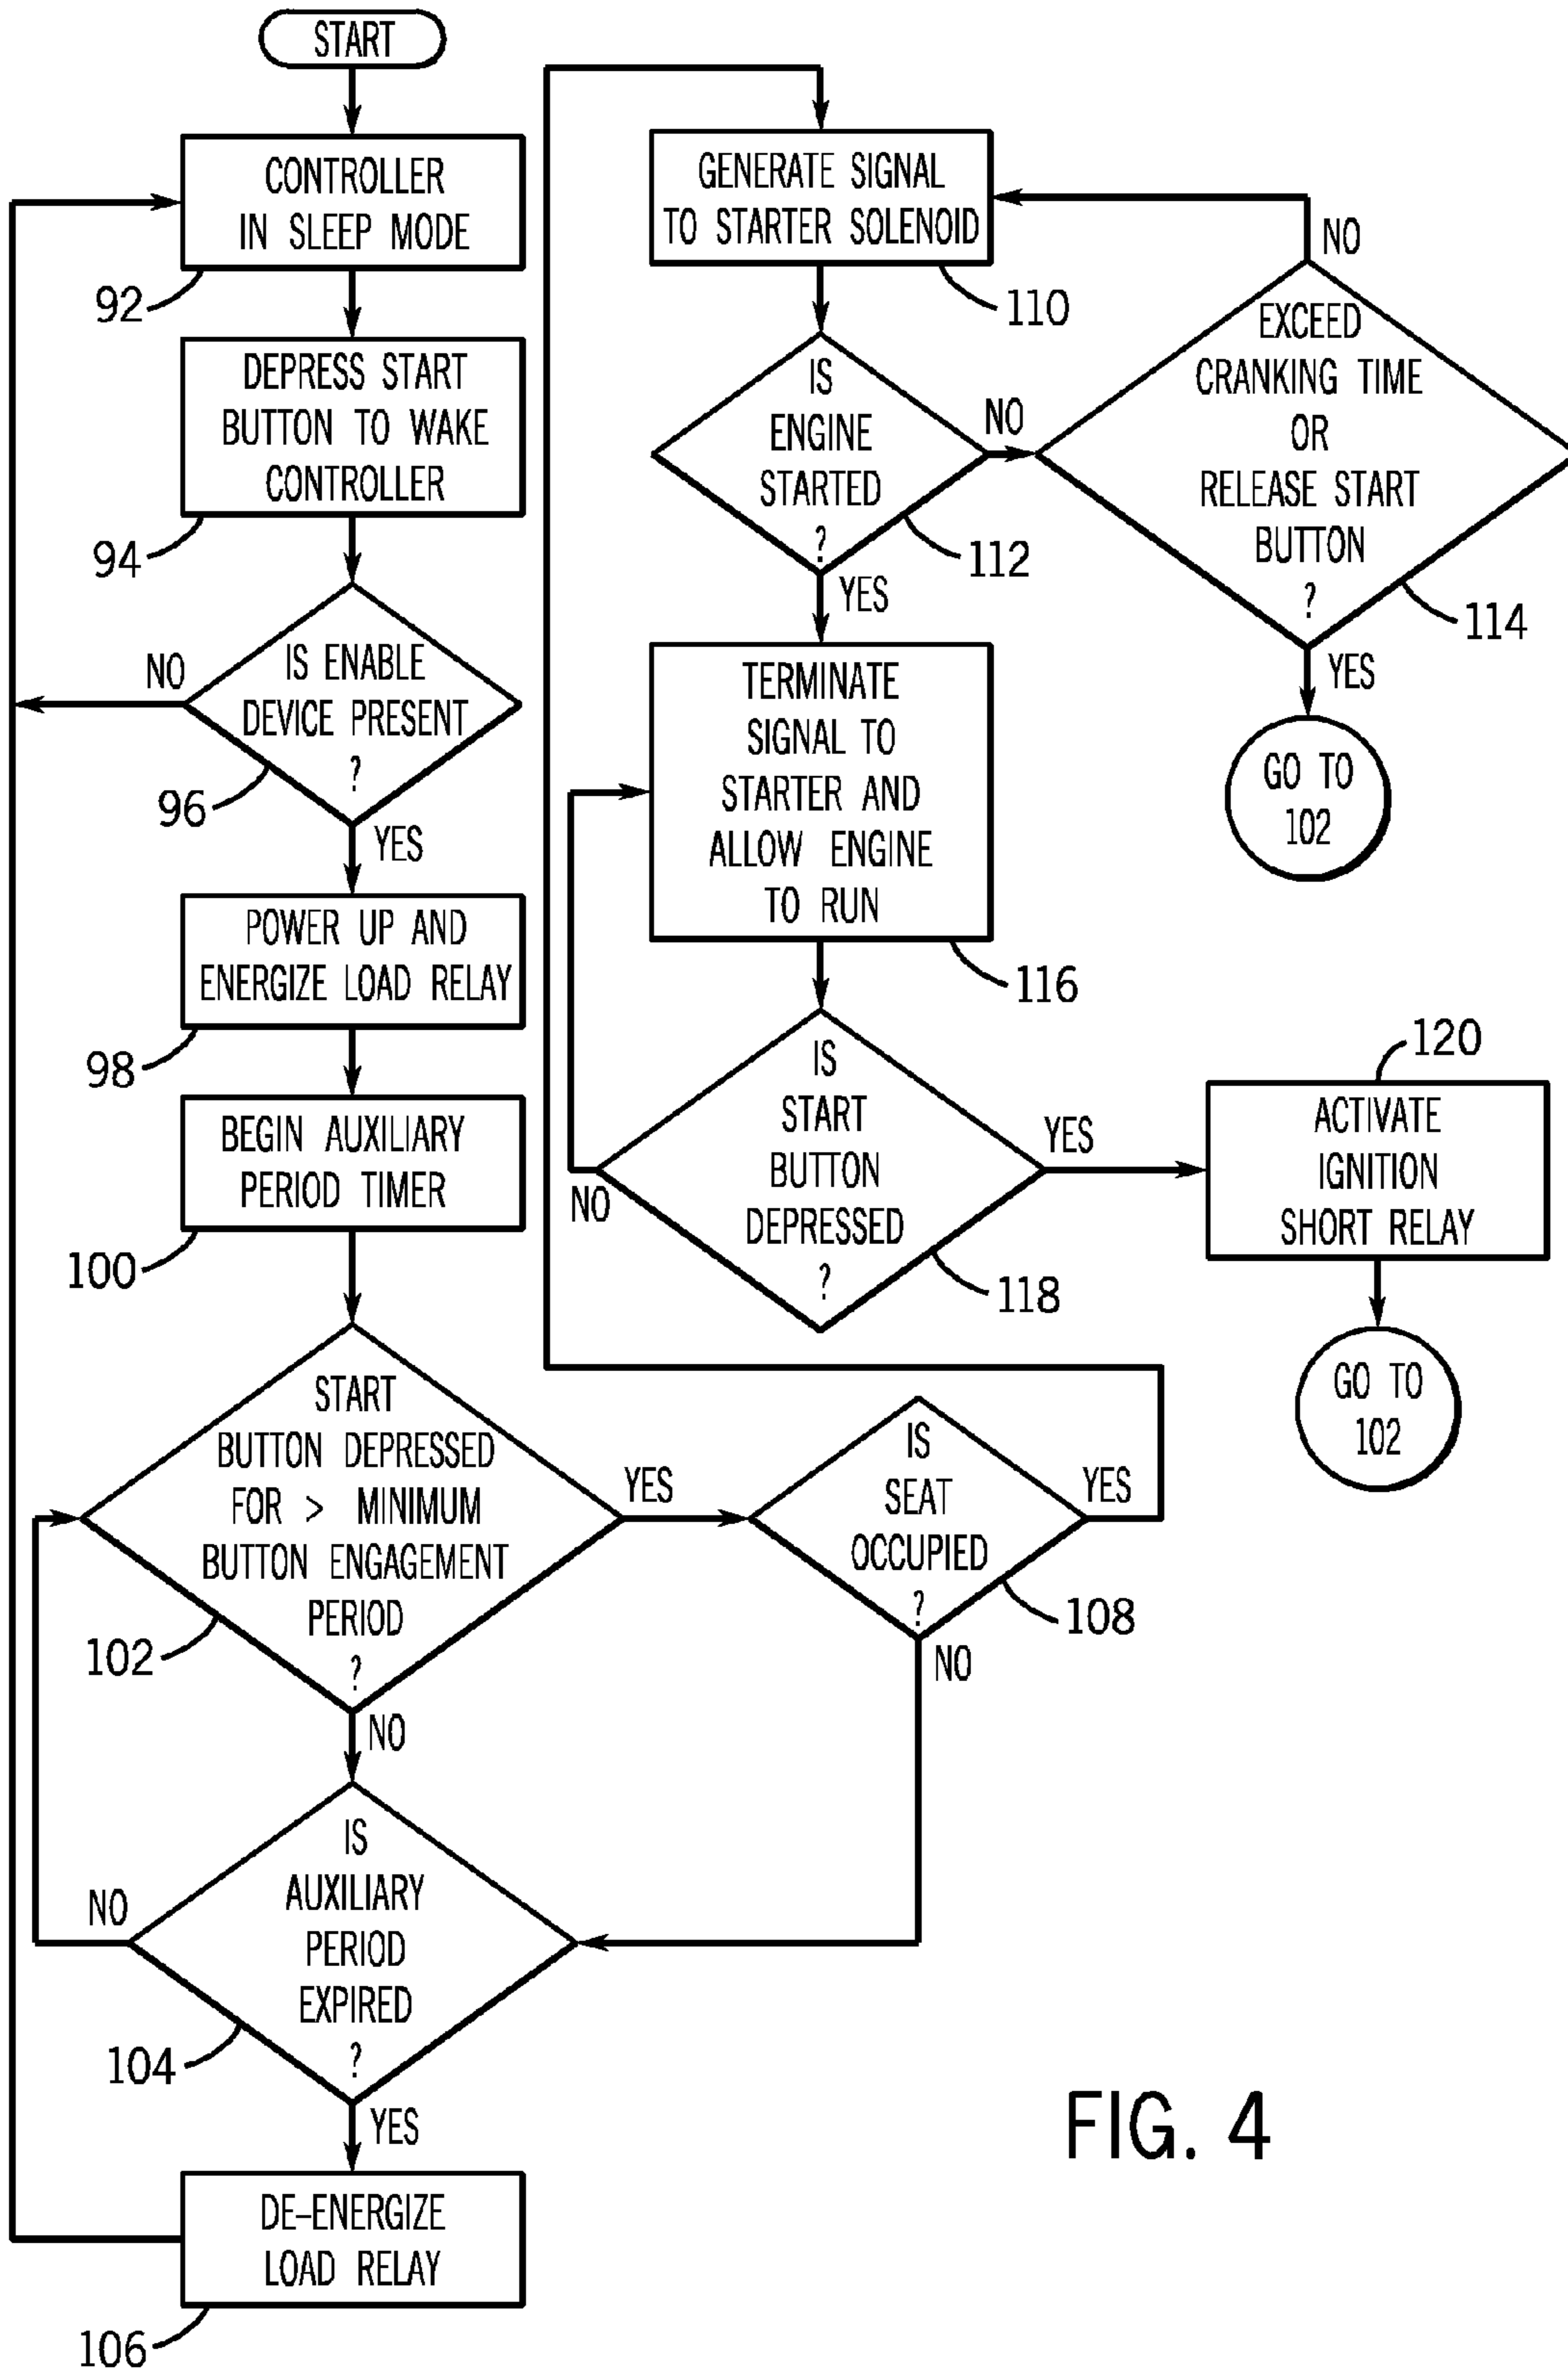 START
CONTROLLER
IN SLEEP MODE
92
DEPRESS START
BUTTON TO WAKE
CONTROLLER
94
IS ENABLE
DEVICE PRESENT
?
NO
96
YES
POWER UP AND
ENERGIZE LOAD RELAY
98
BEGIN AUXILIARY
PERIOD TIMER
100
START
BUTTON DEPRESSED
FOR > MINIMUM
BUTTON ENGAGEMENT
PERIOD
?
102
YES
NO
IS
AUXILIARY
PERIOD
EXPIRED
?
NO
104
YES
DE-ENERGIZE
LOAD RELAY
106
IS
SEAT
OCCUPIED
?
YES
108
NO
GENERATE SIGNAL
TO STARTER SOLENOID
110
IS
ENGINE
STARTED
?
NO
112
YES
EXCEED
CRANKING TIME
OR
RELEASE START
BUTTON
?
NO
114
YES
GO TO
102
TERMINATE
SIGNAL TO
STARTER AND
ALLOW ENGINE
TO RUN
116
IS
START
BUTTON
DEPRESSED
?
NO
YES
118
120
ACTIVATE
IGNITION
SHORT RELAY
GO TO
102
FIG. 4